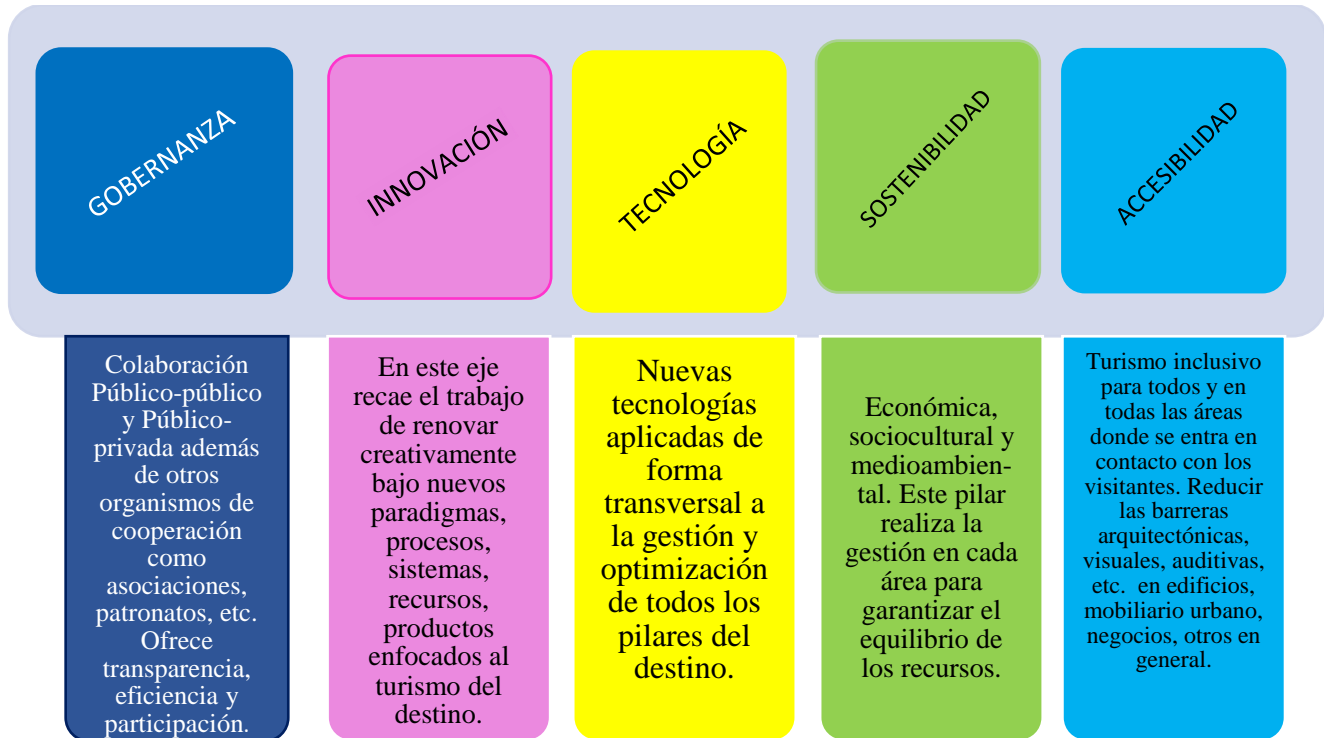 GOBERNANZA
INNOVACIÓN
TECNOLOGÍA
SOSTENIBILIDAD
ACCESIBILIDAD
Colaboración
Público-público
y Público-
privada además
de otros
organismos de
cooperación
como
asociaciones,
patronatos, etc.
Ofrece
transparencia,
eficiencia y
participación.
En este eje
recae el trabajo
de renovar
creativamente
bajo nuevos
paradigmas,
procesos,
sistemas,
recursos,
productos
enfocados al
turismo del
destino.
Nuevas
tecnologías
aplicadas de
forma
transversal a
la gestión y
optimización
de todos los
pilares del
destino.
Económica,
sociocultural y
medioambien-
tal. Este pilar
realiza la
gestión en cada
área para
garantizar el
equilibrio de
los recursos.
Turismo inclusivo
para todos y en
todas las áreas
donde se entra en
contacto con los
visitantes. Reducir
las barreras
arquitectónicas,
visuales, auditivas,
etc. en edificios,
mobiliario urbano,
negocios, otros en
general.